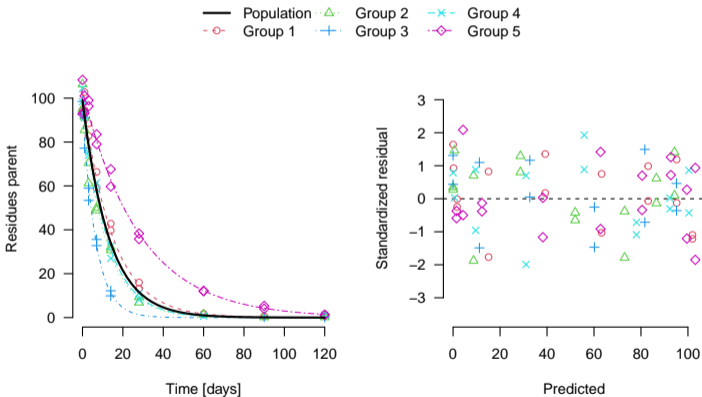 Population Group 2 Group 4
Group 1 Group 3 Group 5
Residues parent
100
80
60
40
20
0
0 20 40 60 80 100 120
Time [days]
Standardized residual
3
2
1
0
−1
−2
−3
0 20 40 60 80 100
Predicted